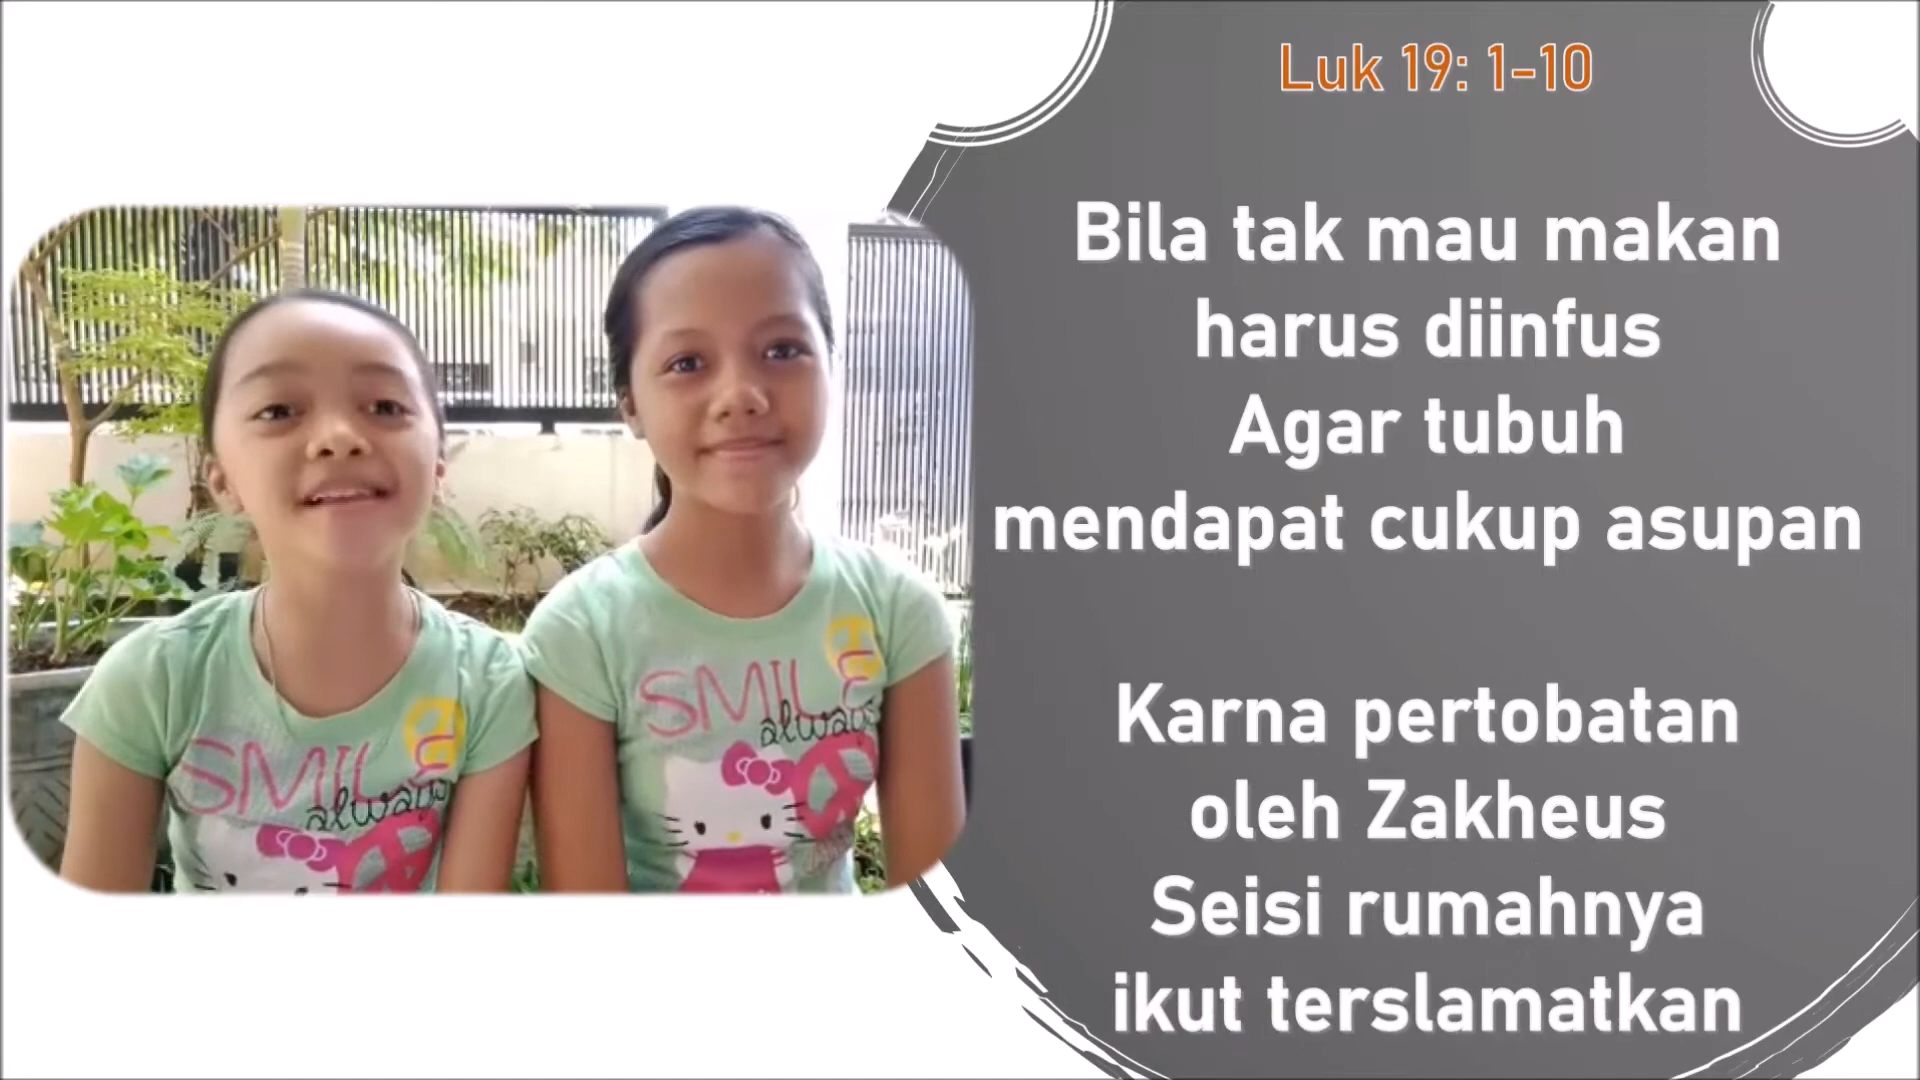 Luk 19: 1-10
Bila tak mau makan
harus diinfus
Agar tubuh
mendapat cukup asupan
Karna pertobatan
oleh Zakheus
Seisi rumahnya
ikut terslamatkan
SMILE
always
SMILE
always